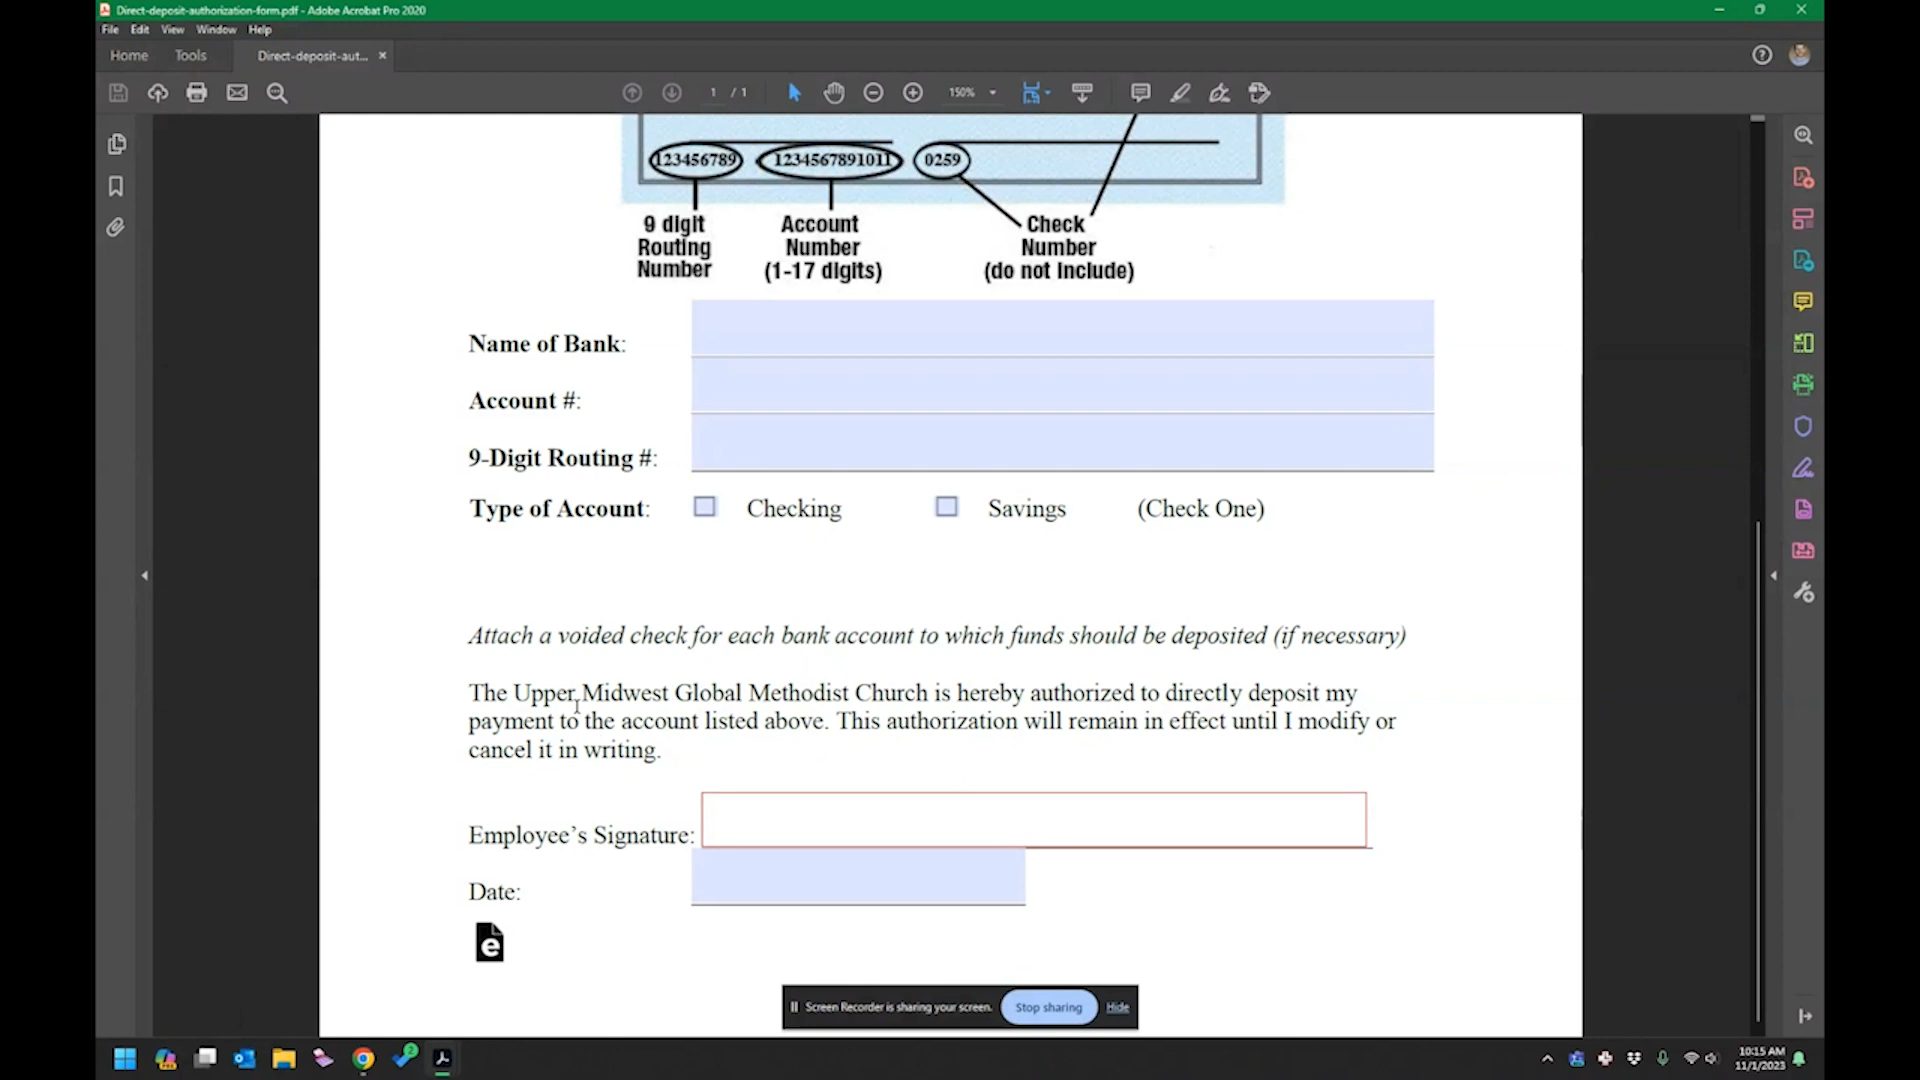 Direct-deposit-authorization-form.pdf - Adobe Acrobat Pro 2020
File Edit View Window Help
Home Tools Direct-deposit-aut... ×
1 / 1 150%
123456789 1234567891011 0259
9 digit Routing Number
Account Number (1-17 digits)
Check Number (do not include)
Name of Bank:
Account #:
9-Digit Routing #:
Type of Account: Checking Savings (Check One)
Attach a voided check for each bank account to which funds should be deposited (if necessary)
The Upper Midwest Global Methodist Church is hereby authorized to directly deposit my
payment to the account listed above. This authorization will remain in effect until I modify or
cancel it in writing.
Employee's Signature:
Date:
e
Screen Recorder is sharing your screen. Stop sharing Hide
2
10:15 AM
11/1/2023